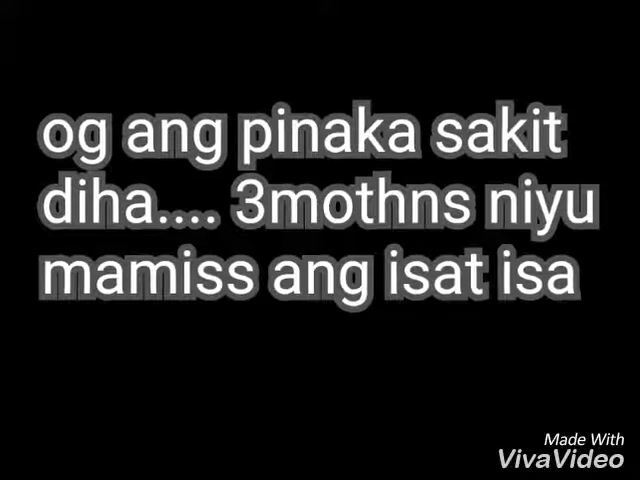 og ang pinaka sakit
diha.... 3mothns niyu
mamiss ang isat isa
Made With
VivaVideo